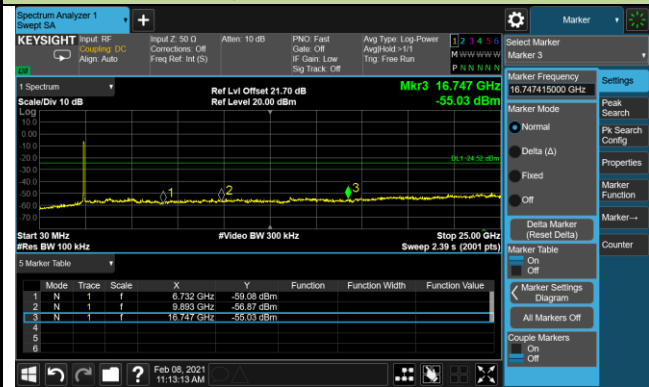 Spectrum Analyzer 1
Swept SA
Marker
KEYSIGHT Input: RF Input Z: 50 Ω Atten: 10 dB PNO: Fast Avg Type: Log-Power 1 2 3 4 5 6
Coupling: DC Corrections: Off Gate: Off Avg|Hold:>1/1 M W W W W W
Align: Auto Freq Ref: Int (S) IF Gain: Low Trig: Free Run P N N N N N
Sig Track: Off
Select Marker
Marker 3
1 Spectrum
Scale/Div 10 dB
Ref Lvl Offset 21.70 dB
Ref Level 20.00 dBm
Mkr3 16.747 GHz
-55.03 dBm
Log
10.0
0.00
-10.0
-20.0
-30.0
-40.0
-50.0
-60.0
-70.0
DL1 -24.52 dBm
1
2
3
Start 30 MHz #Video BW 300 kHz Stop 25.00 GHz
#Res BW 100 kHz Sweep 2.39 s (2001 pts)
5 Marker Table
Mode Trace Scale X Y Function Function Width Function Value
1 N 1 f 6.732 GHz -59.08 dBm
2 N 1 f 9.893 GHz -56.87 dBm
3 N 1 f 16.747 GHz -55.03 dBm
4
5
6
Marker Frequency
16.747415000 GHz
Marker Mode
Normal
Delta (Δ)
Fixed
Off
Delta Marker
(Reset Delta)
Marker Table
On
Off
Marker Settings
Diagram
All Markers Off
Couple Markers
On
Off
Settings
Peak
Search
Pk Search
Config
Properties
Marker
Function
Marker→
Counter
Feb 08, 2021
11:13:13 AM